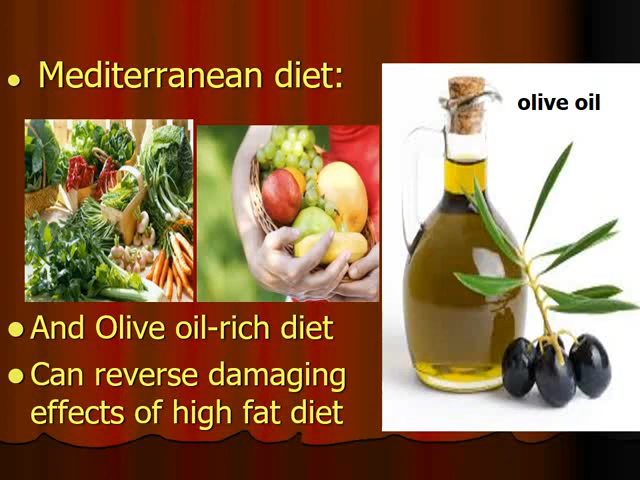 • Mediterranean diet:
olive oil
• And Olive oil-rich diet
• Can reverse damaging
effects of high fat diet